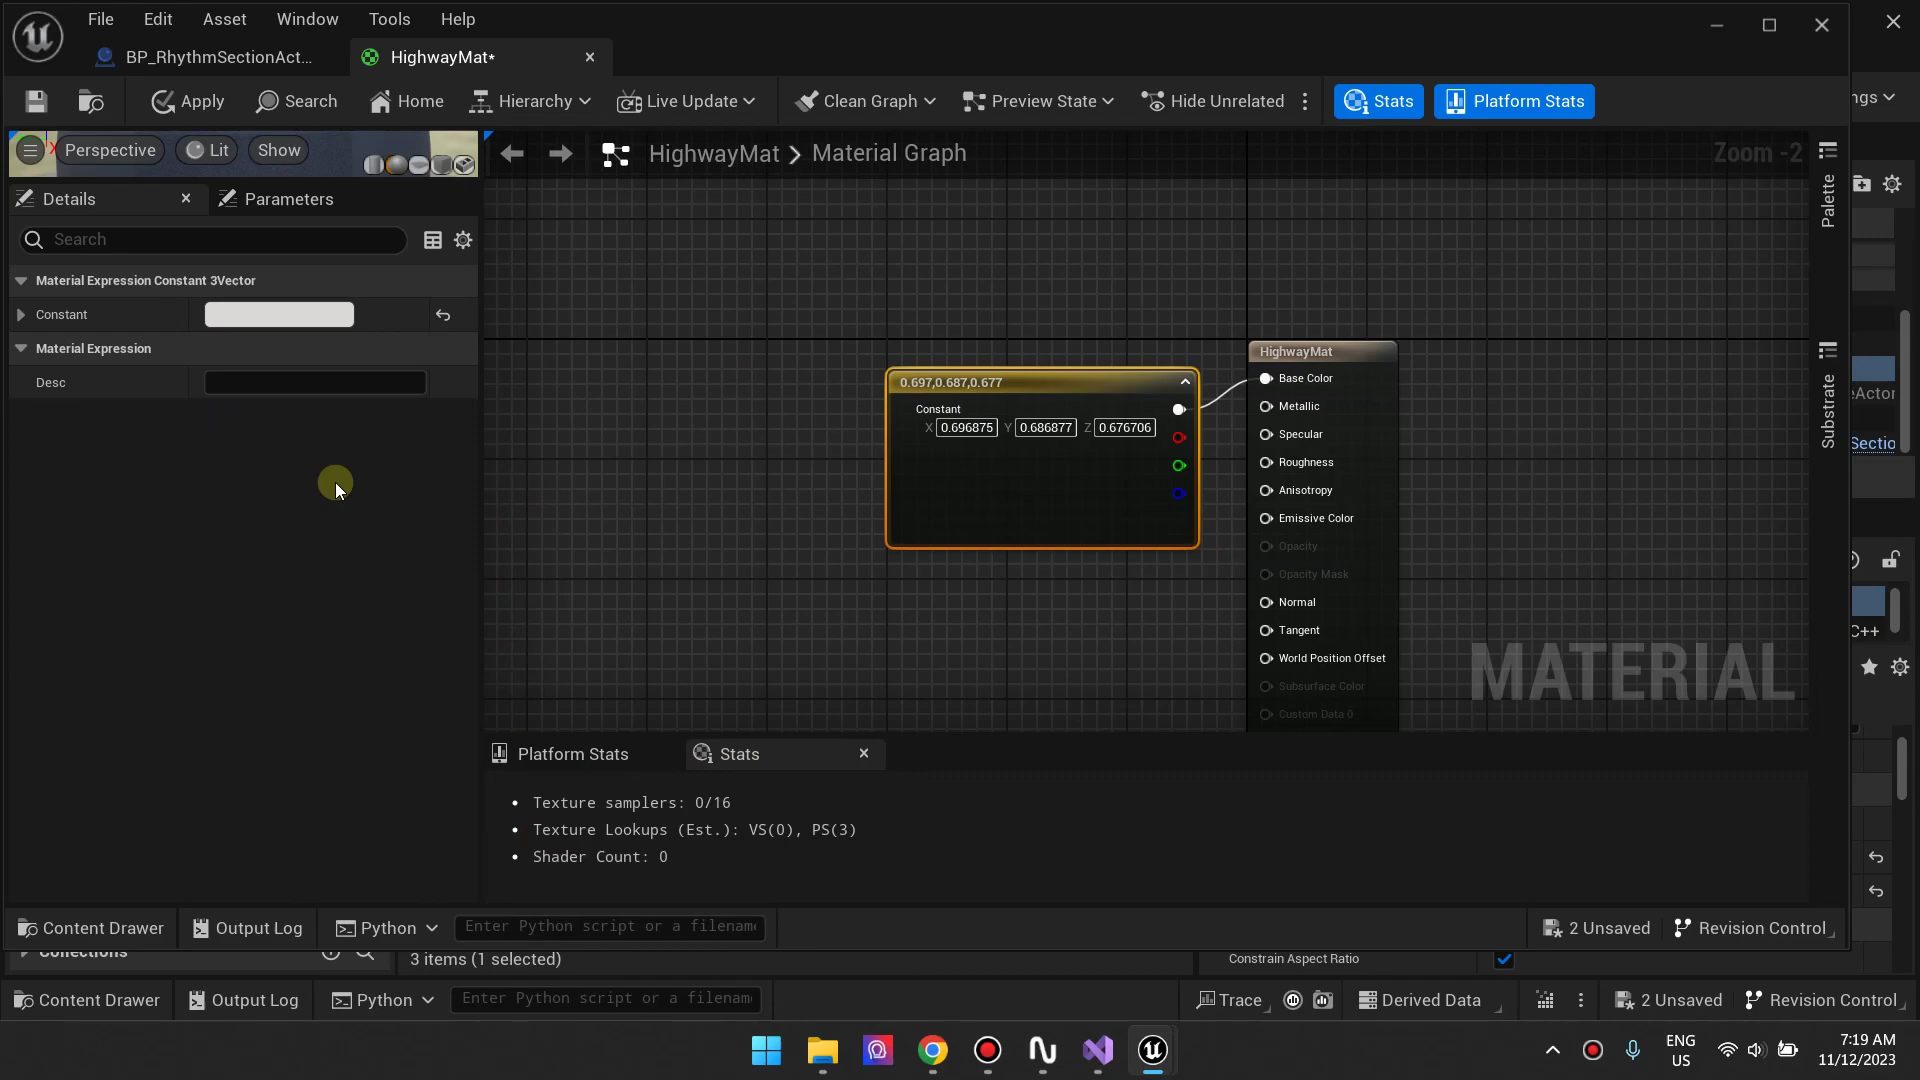 File Edit Asset Window Tools Help
BP_RhythmSectionAct... HighwayMat*
Apply Search Home Hierarchy Live Update Clean Graph Preview State Hide Unrelated Stats Platform Stats
ngs
Perspective Lit Show
HighwayMat > Material Graph Zoom -2
Palette
Substrate
Details Parameters
Search
Material Expression Constant 3Vector
Constant
Material Expression
Desc
0.697,0.687,0.677
Constant
X 0.696875 Y 0.686877 Z 0.676706
HighwayMat
Base Color
Metallic
Specular
Roughness
Anisotropy
Emissive Color
Opacity
Opacity Mask
Normal
Tangent
World Position Offset
Subsurface Color
Custom Data 0
MATERIAL
eActor
Sectio
C++
Platform Stats Stats
• Texture samplers: 0/16
• Texture Lookups (Est.): VS(0), PS(3)
• Shader Count: 0
Content Drawer Output Log Python Enter Python script or a filename 2 Unsaved Revision Control
Collections 3 items (1 selected) Constrain Aspect Ratio
Content Drawer Output Log Python Enter Python script or a filename Trace Derived Data 2 Unsaved Revision Control
ENG
US
7:19 AM
11/12/2023